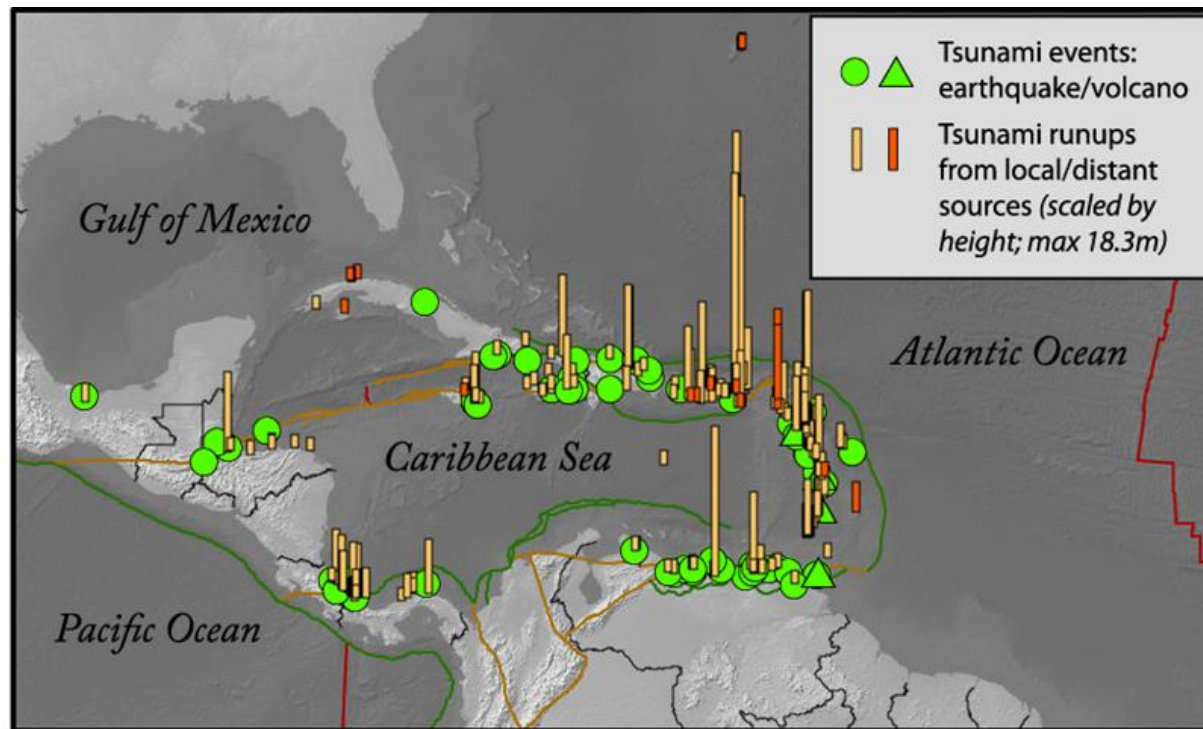 Tsunami events:
earthquake/volcano
Tsunami runups
from local/distant
sources (scaled by
height; max 18.3m)
Gulf of Mexico
Atlantic Ocean
Caribbean Sea
Pacific Ocean